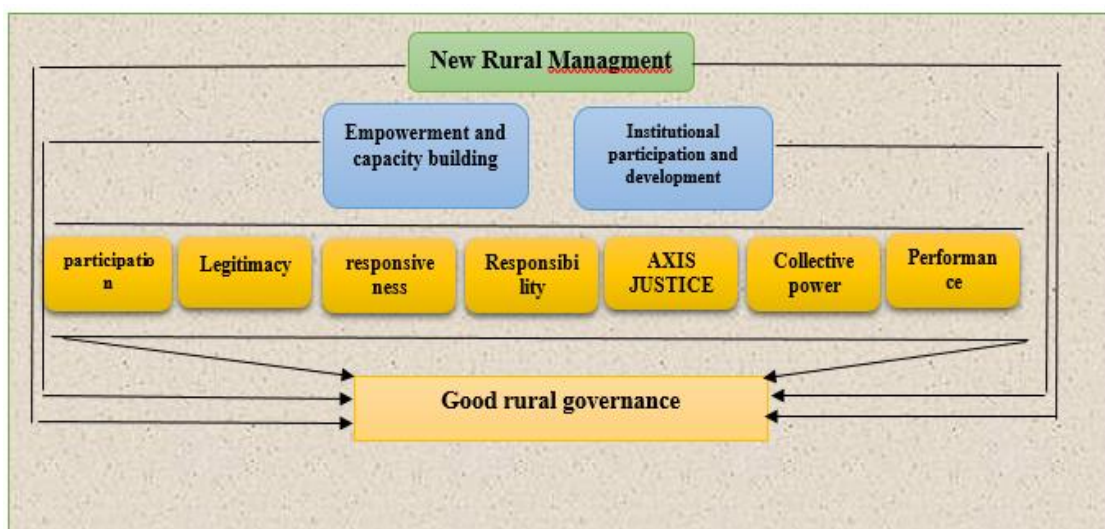 New Rural Managment
Empowerment and
capacity building
Institutional
participation and
development
participatio
n
Legitimacy
responsive
ness
Responsibi
lity
AXIS
JUSTICE
Collective
power
Performan
ce
Good rural governance